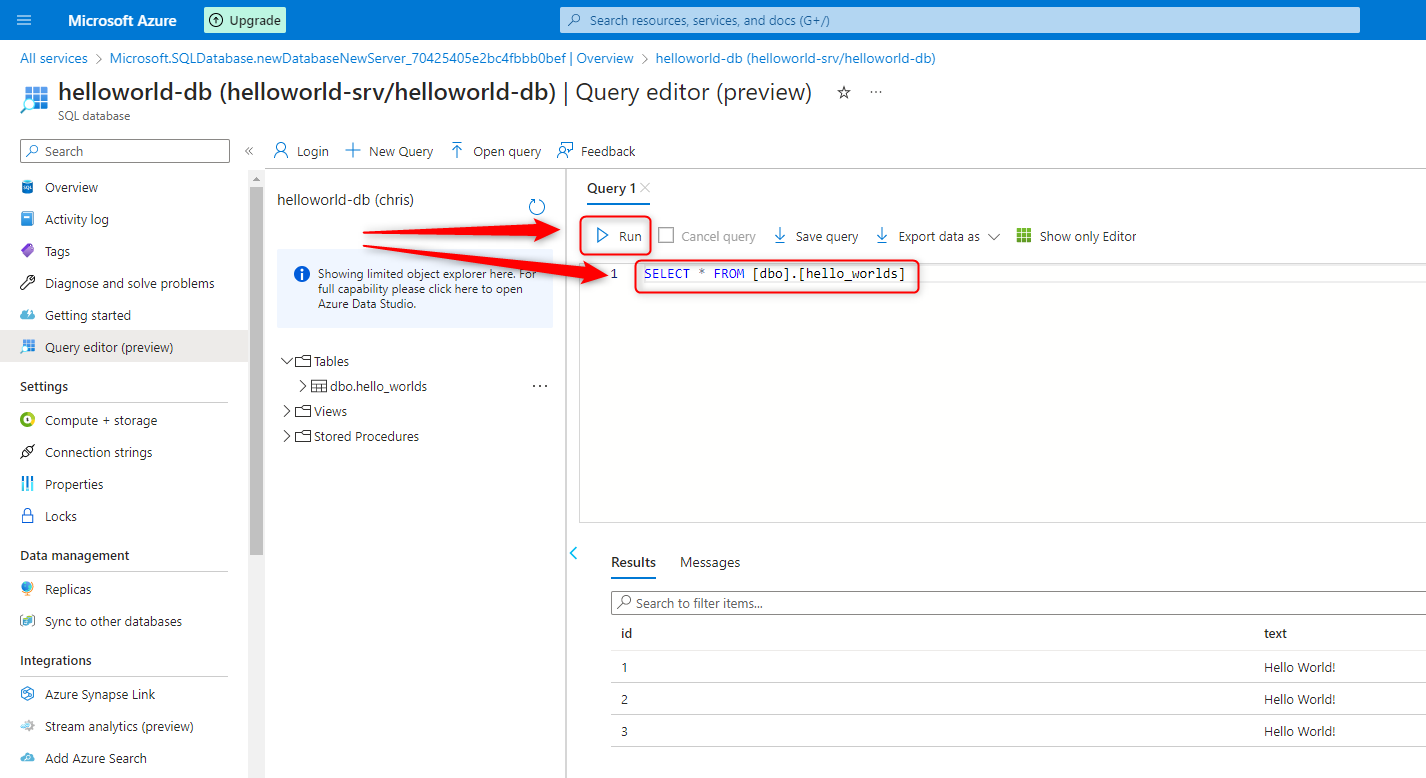 Microsoft Azure
Upgrade
Search resources, services, and docs (G+/)
All services > Microsoft.SQLDatabase.newDatabaseNewServer_70425405e2bc4fbbb0bef | Overview > helloworld-db (helloworld-srv/helloworld-db)
helloworld-db (helloworld-srv/helloworld-db) | Query editor (preview)
SQL database
Search
Login
New Query
Open query
Feedback
Overview
Activity log
Tags
Diagnose and solve problems
Getting started
Query editor (preview)
Settings
Compute + storage
Connection strings
Properties
Locks
Data management
Replicas
Sync to other databases
Integrations
Azure Synapse Link
Stream analytics (preview)
Add Azure Search
helloworld-db (chris)
Showing limited object explorer here. For
full capability please click here to open
Azure Data Studio.
Tables
dbo.hello_worlds
Views
Stored Procedures
Query 1
Run
Cancel query
Save query
Export data as
Show only Editor
1 SELECT * FROM [dbo].[hello_worlds]
Results Messages
Search to filter items...
id text
1 Hello World!
2 Hello World!
3 Hello World!